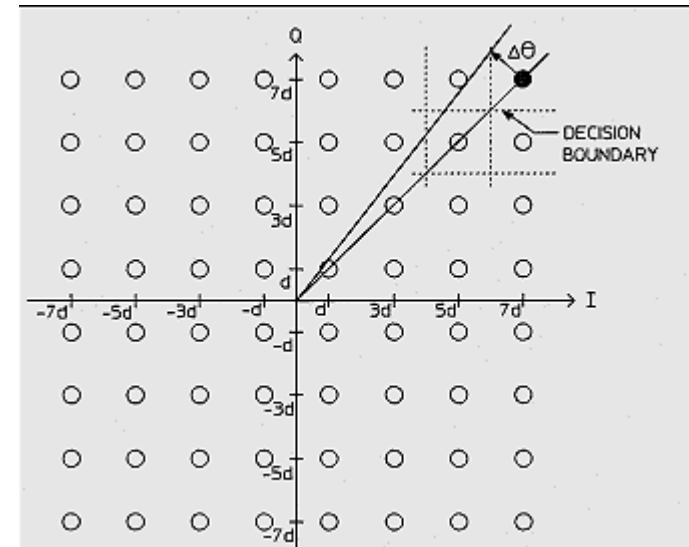 Q
Δθ
7d
DECISION
BOUNDARY
5d
3d
d
-7d -5d -3d -d d 3d 5d 7d I
-d
-3d
-5d
-7d